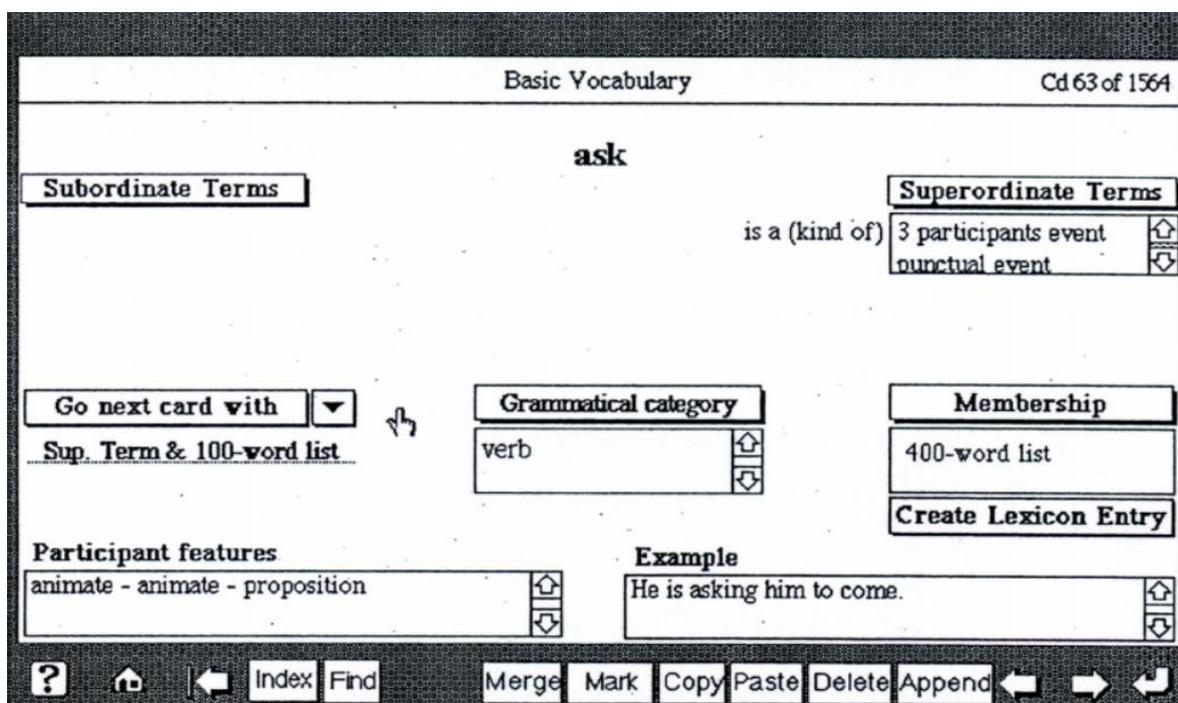 Basic Vocabulary Cd 63 of 1564
ask
Subordinate Terms
Superordinate Terms
is a (kind of) 3 participants event
punctual event
Go next card with
Sup. Term & 100-word list
Grammatical category
verb
Membership
400-word list
Create Lexicon Entry
Participant features
animate - animate - proposition
Example
He is asking him to come.
? Index Find Merge Mark Copy Paste Delete Append